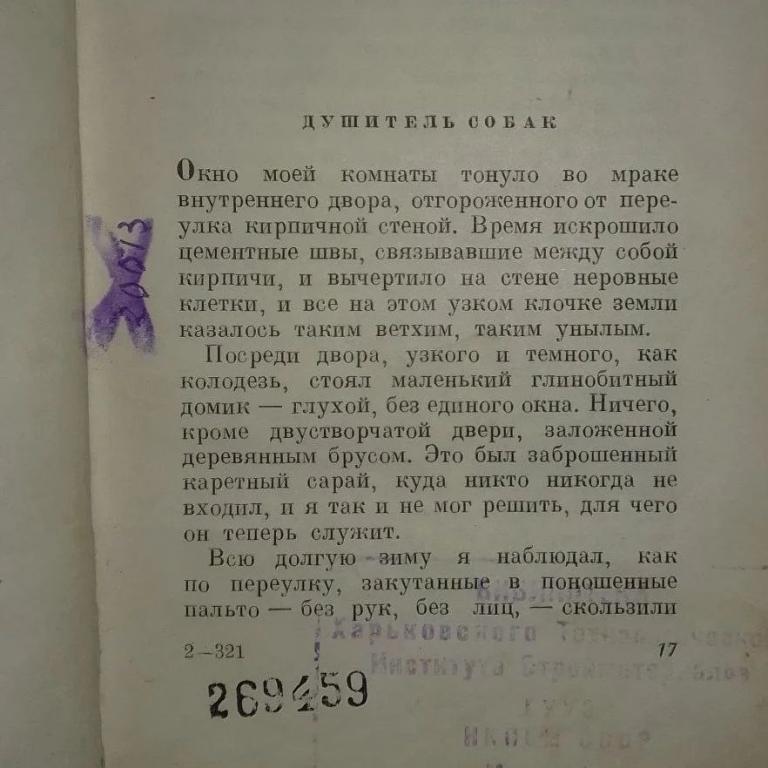 ДУШИТЕЛЬ СОБАК
Окно моей комнаты тонуло во мраке
внутреннего двора, отгороженного от пере-
улка кирпичной стеной. Время искрошило
цементные швы, связывавшие между собой
кирпичи, и вычертило на стене неровные
клетки, и все на этом узком клочке земли
казалось таким ветхим, таким унылым.
Посреди двора, узкого и темного, как
колодезь, стоял маленький глинобитный
домик — глухой, без единого окна. Ничего,
кроме двустворчатой двери, заложенной
деревянным брусом. Это был заброшенный
каретный сарай, куда никто никогда не
входил, и я так и не мог решить, для чего
он теперь служит.
Всю долгую зиму я наблюдал, как
по переулку, закутанные в поношенные
пальто — без рук, без лиц, — скользили
2—321
17
269459
Харьковского
Института Стройматериалов